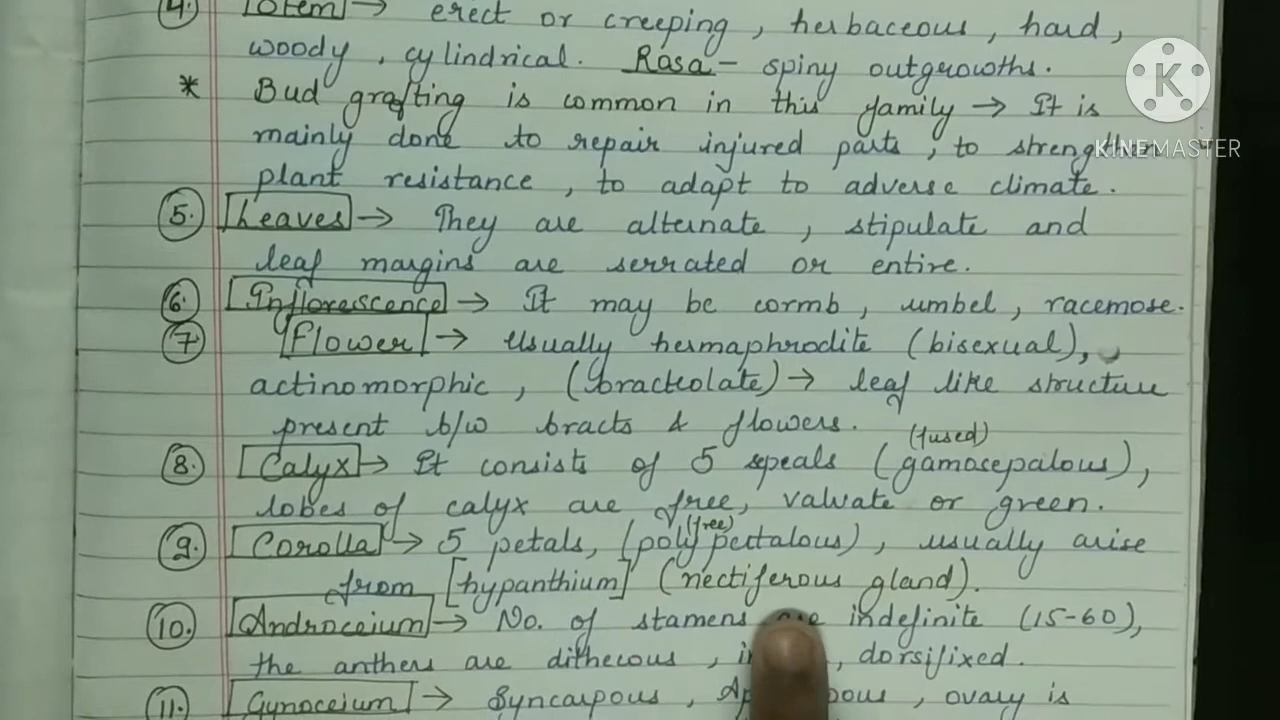 4. Stem → erect or creeping, herbaceous, hard,
woody, cylindrical. Rosa - spiny outgrowths.
* Bud grafting is common in this family → It is
mainly done to repair injured parts, to strengthen
plant resistance, to adapt to adverse climate.
5. Leaves → They are alternate, stipulate and
leaf margins are serrated or entire.
6. Inflorescence → It may be cormb, umbel, racemose.
7. Flower → Usually hermaphrodite (bisexual),
actinomorphic, (bracteolate) → leaf like structure
present b/w bracts & flowers.
(fused)
8. Calyx → It consists of 5 sepeals (gamosepalous),
lobes of calyx are free, valvate or green.
(free)
9. Corolla → 5 petals, (polypettalous), usually arise
from [hypanthium] (nectiferous gland).
10. Androceium → No. of stamens are indefinite (15-60),
the anthers are dithecous, dorsifixed.
11. Gynoceium → Syncarpous, ovary is
K
KINEMASTER